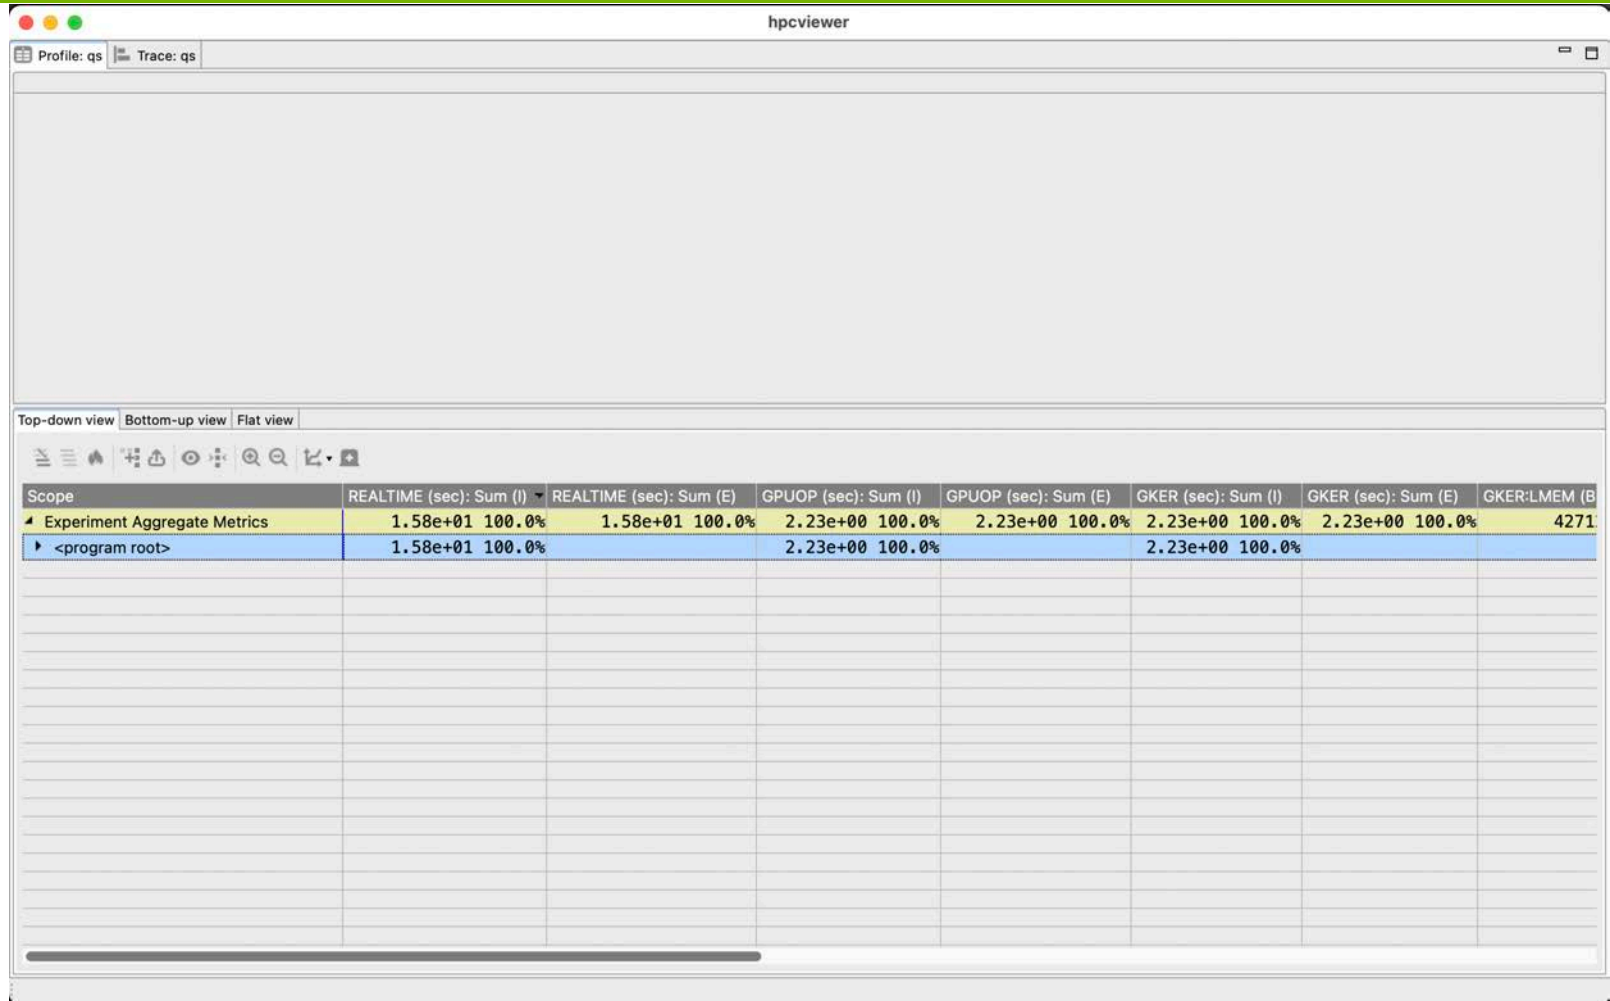 hpcviewer
Profile: qs Trace: qs
Top-down view Bottom-up view Flat view
Scope REALTIME (sec): Sum (I) REALTIME (sec): Sum (E) GPUOP (sec): Sum (I) GPUOP (sec): Sum (E) GKER (sec): Sum (I) GKER (sec): Sum (E) GKER:LMEM (B
Experiment Aggregate Metrics 1.58e+01 100.0% 1.58e+01 100.0% 2.23e+00 100.0% 2.23e+00 100.0% 2.23e+00 100.0% 2.23e+00 100.0% 4271
<program root> 1.58e+01 100.0% 2.23e+00 100.0% 2.23e+00 100.0%